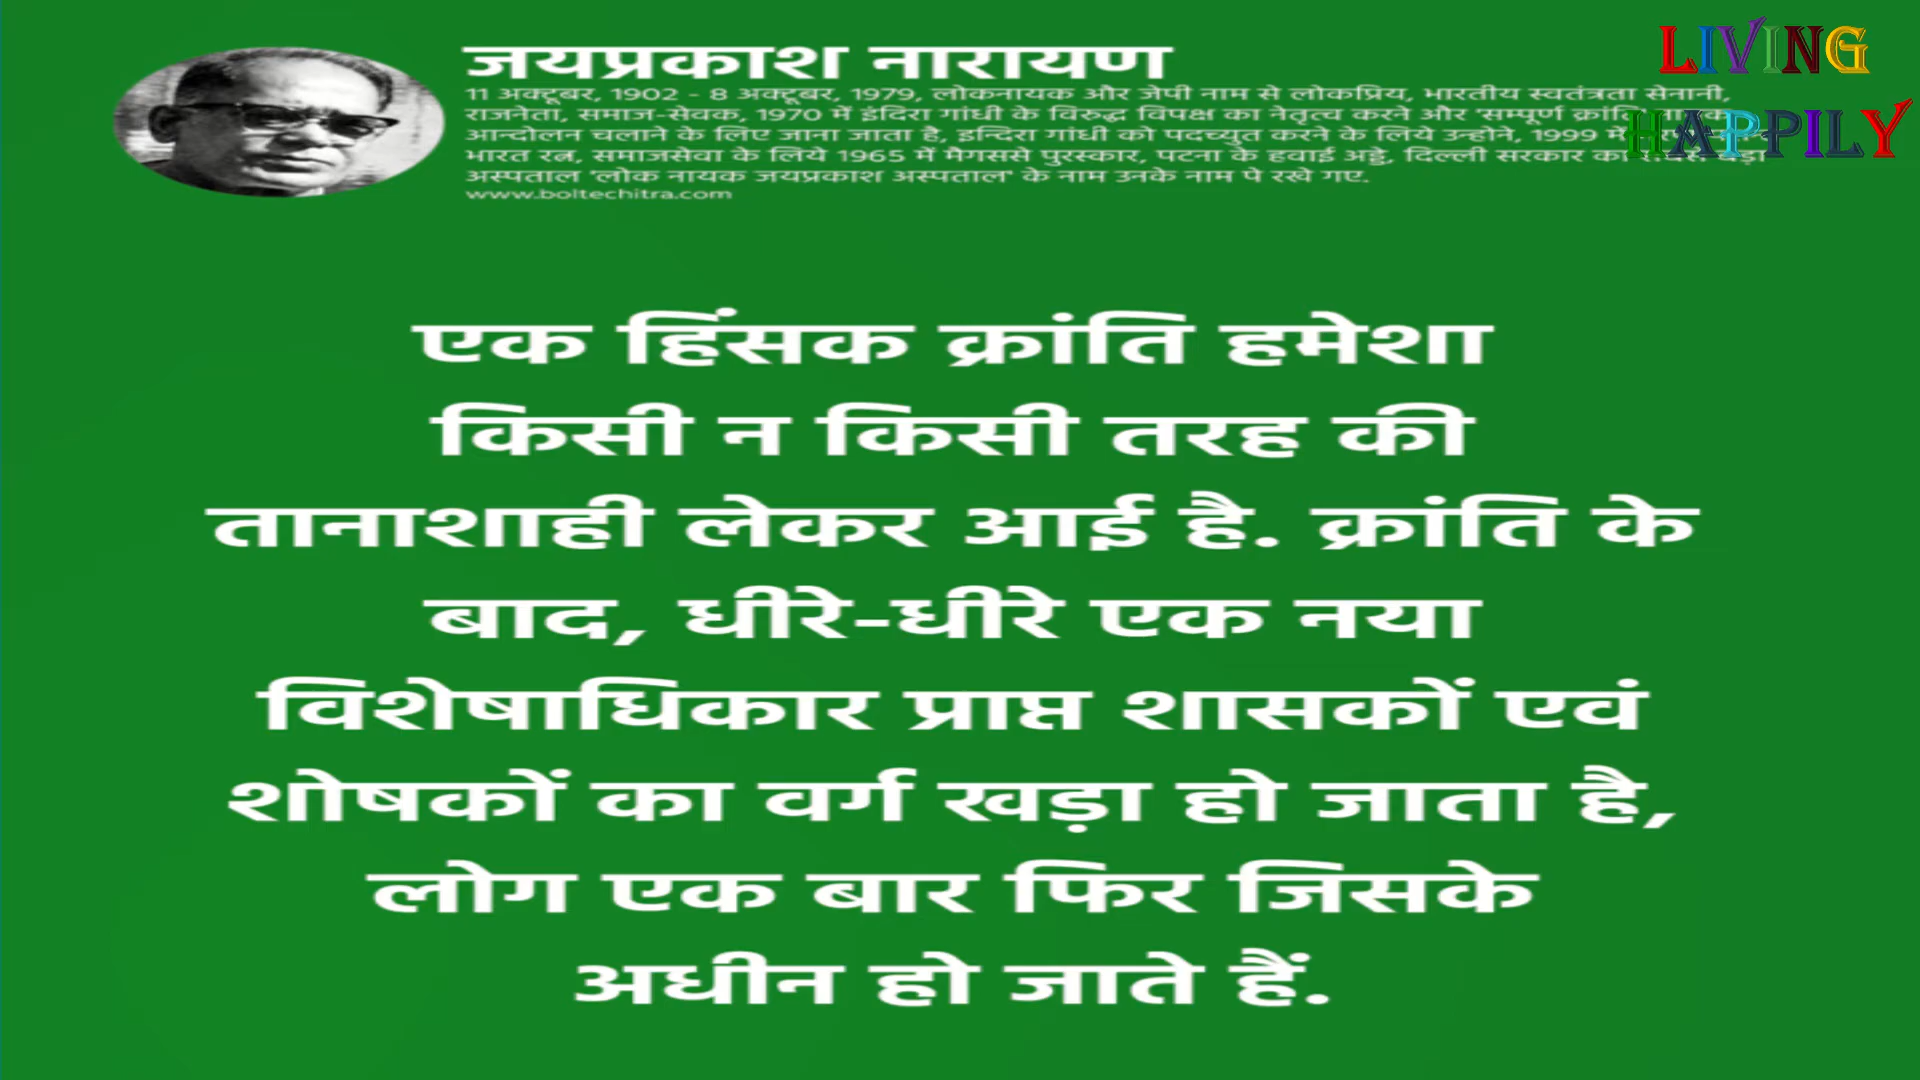 जयप्रकाश नारायण
11 अक्टूबर, 1902 - 8 अक्टूबर, 1979, लोकनायक और जेपी नाम से लोकप्रिय, भारतीय स्वतंत्रता सेनानी,
राजनेता, समाज-सेवक, 1970 में इंदिरा गांधी के विरुद्ध विपक्ष का नेतृत्व करने और 'सम्पूर्ण क्रांति'
आन्दोलन चलाने के लिए जाना जाता है, इन्दिरा गांधी को पदच्युत करने के लिये उन्होने, 1999 में
भारत रत्न, समाजसेवा के लिये 1965 में मैगससे पुरस्कार, पटना के हवाई अड्डे, दिल्ली सरकार का
अस्पताल 'लोक नायक जयप्रकाश अस्पताल' के नाम उनके नाम पे रखे गए.
www.boltechitra.com
LIVING
HAPPILY
एक हिंसक क्रांति हमेशा
किसी न किसी तरह की
तानाशाही लेकर आई है. क्रांति के
बाद, धीरे-धीरे एक नया
विशेषाधिकार प्राप्त शासकों एवं
शोषकों का वर्ग खड़ा हो जाता है,
लोग एक बार फिर जिसके
अधीन हो जाते हैं.